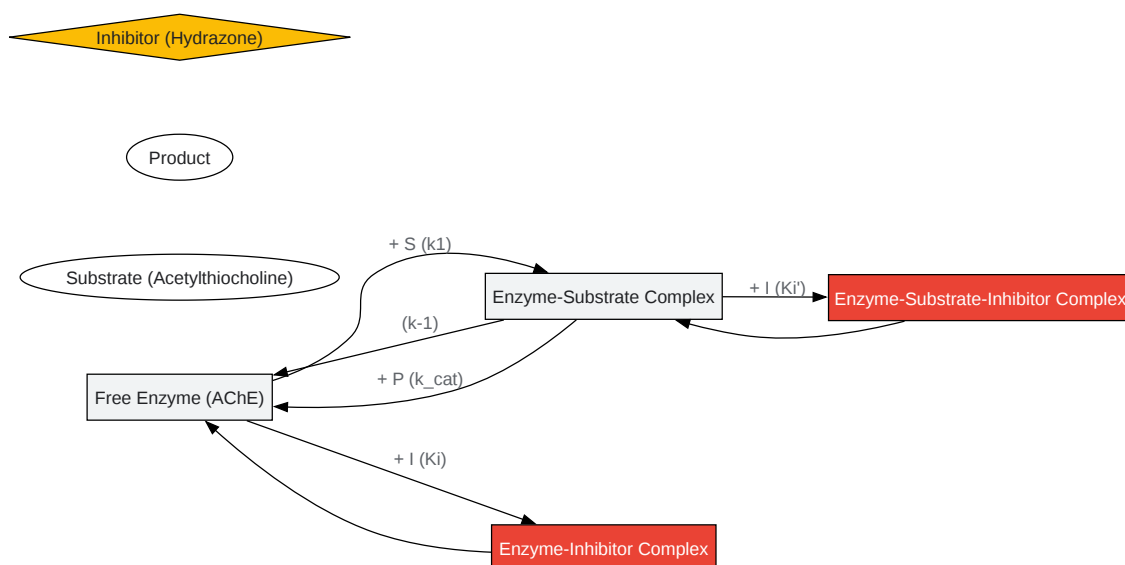 Inhibitor (Hydrazone)
Product
+ S (k1)
Substrate (Acetylthiocholine)
Enzyme-Substrate Complex
+ I (Ki')
Enzyme-Substrate-Inhibitor Complex
(k-1)
+ P (k_cat)
Free Enzyme (AChE)
+ I (Ki)
Enzyme-Inhibitor Complex